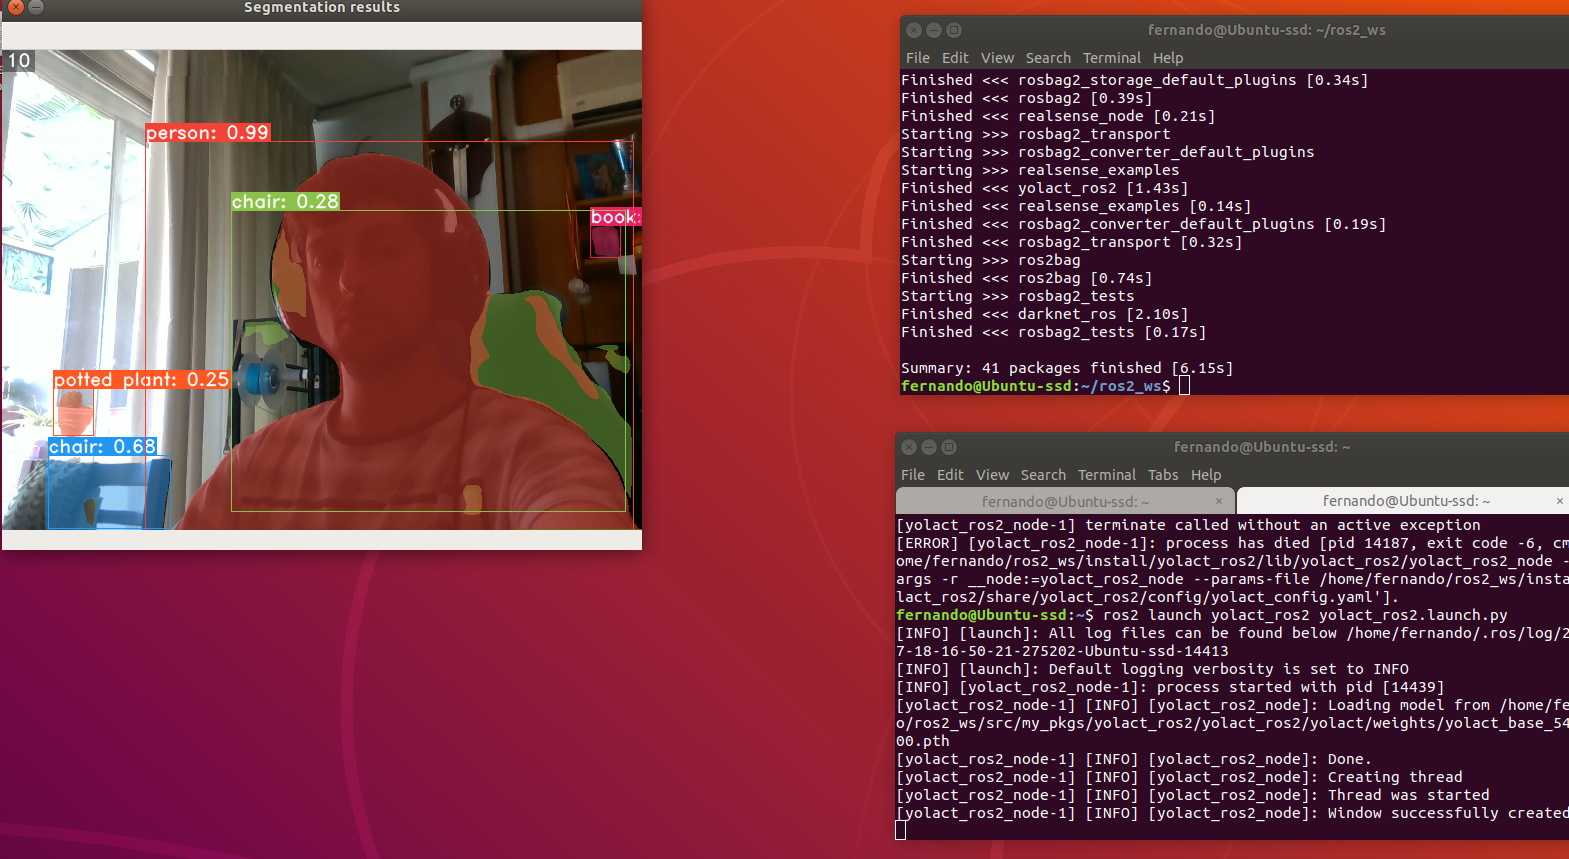 Segmentation results
10
person: 0.99
chair: 0.28
book:
potted plant: 0.25
chair: 0.68
fernando@Ubuntu-ssd: ~/ros2_ws
File Edit View Search Terminal Help
Finished <<< rosbag2_storage_default_plugins [0.34s]
Finished <<< rosbag2 [0.39s]
Finished <<< realsense_node [0.21s]
Starting >>> rosbag2_transport
Starting >>> rosbag2_converter_default_plugins
Starting >>> realsense_examples
Finished <<< yolact_ros2 [1.43s]
Finished <<< realsense_examples [0.14s]
Finished <<< rosbag2_converter_default_plugins [0.19s]
Finished <<< rosbag2_transport [0.32s]
Starting >>> ros2bag
Finished <<< ros2bag [0.74s]
Starting >>> rosbag2_tests
Finished <<< darknet_ros [2.10s]
Finished <<< rosbag2_tests [0.17s]
Summary: 41 packages finished [6.15s]
fernando@Ubuntu-ssd:~/ros2_ws$
fernando@Ubuntu-ssd: ~
File Edit View Search Terminal Tabs Help
fernando@Ubuntu-ssd: ~ × fernando@Ubuntu-ssd: ~ ×
[yolact_ros2_node-1] terminate called without an active exception
[ERROR] [yolact_ros2_node-1]: process has died [pid 14187, exit code -6, cm
ome/fernando/ros2_ws/install/yolact_ros2/lib/yolact_ros2/yolact_ros2_node -
args -r __node:=yolact_ros2_node --params-file /home/fernando/ros2_ws/insta
lact_ros2/share/yolact_ros2/config/yolact_config.yaml'].
fernando@Ubuntu-ssd:~$ ros2 launch yolact_ros2 yolact_ros2.launch.py
[INFO] [launch]: All log files can be found below /home/fernando/.ros/log/2
7-18-16-50-21-275202-Ubuntu-ssd-14413
[INFO] [launch]: Default logging verbosity is set to INFO
[INFO] [yolact_ros2_node-1]: process started with pid [14439]
[yolact_ros2_node-1] [INFO] [yolact_ros2_node]: Loading model from /home/fe
o/ros2_ws/src/my_pkgs/yolact_ros2/yolact_ros2/yolact/weights/yolact_base_54
00.pth
[yolact_ros2_node-1] [INFO] [yolact_ros2_node]: Done.
[yolact_ros2_node-1] [INFO] [yolact_ros2_node]: Creating thread
[yolact_ros2_node-1] [INFO] [yolact_ros2_node]: Thread was started
[yolact_ros2_node-1] [INFO] [yolact_ros2_node]: Window successfully created